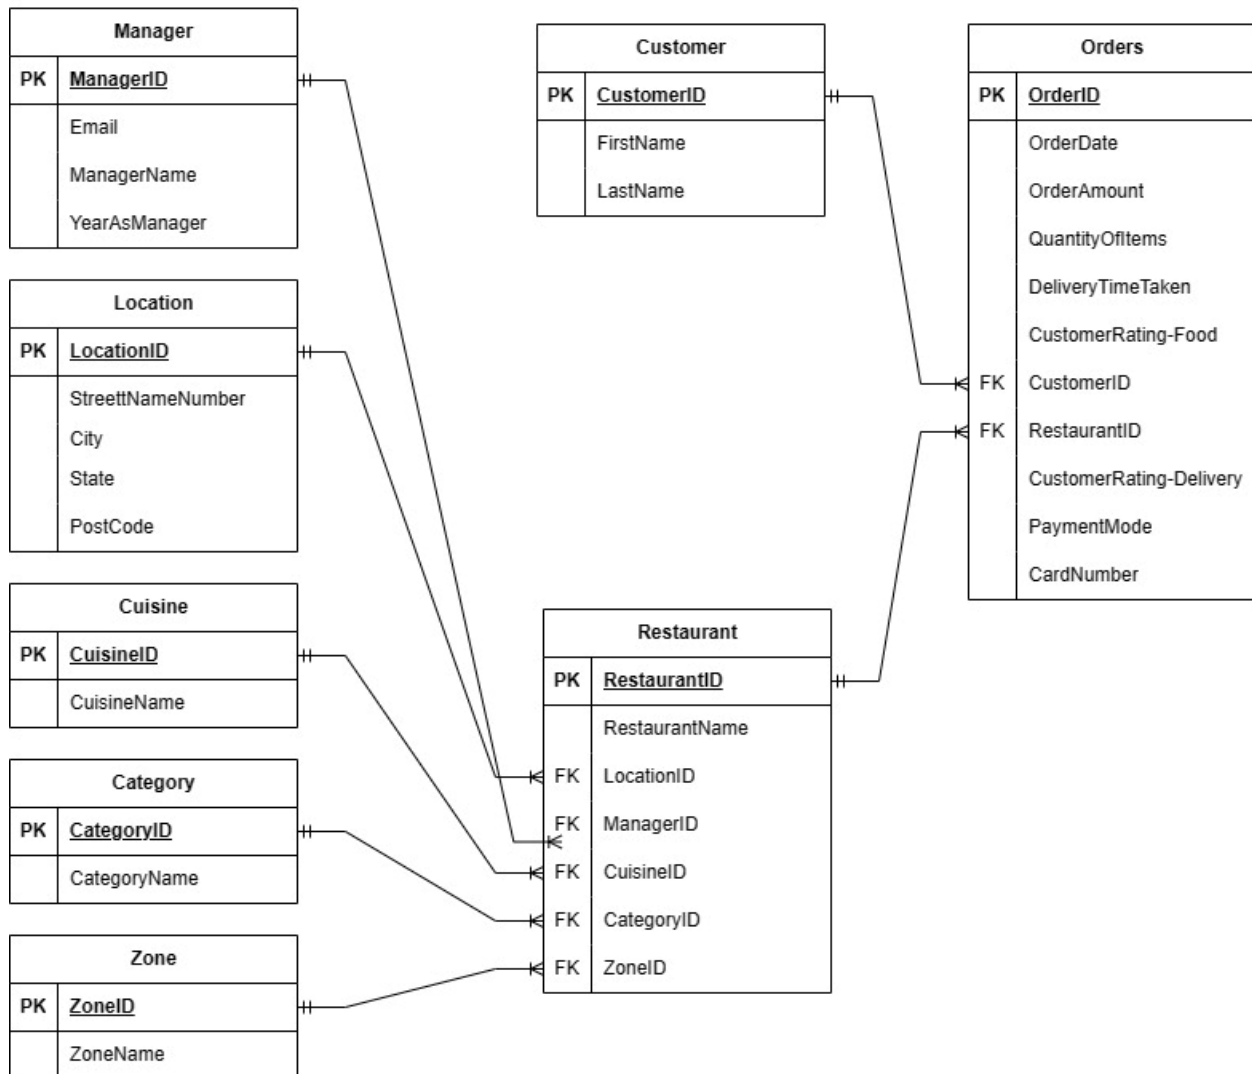 Manager
PK ManagerID
Email
ManagerName
YearAsManager
Location
PK LocationID
StreettNameNumber
City
State
PostCode
Cuisine
PK CuisineID
CuisineName
Category
PK CategoryID
CategoryName
Zone
PK ZoneID
ZoneName
Customer
PK CustomerID
FirstName
LastName
Restaurant
PK RestaurantID
RestaurantName
FK LocationID
FK ManagerID
FK CuisineID
FK CategoryID
FK ZoneID
Orders
PK OrderID
OrderDate
OrderAmount
QuantityOfItems
DeliveryTimeTaken
CustomerRating-Food
FK CustomerID
FK RestaurantID
CustomerRating-Delivery
PaymentMode
CardNumber